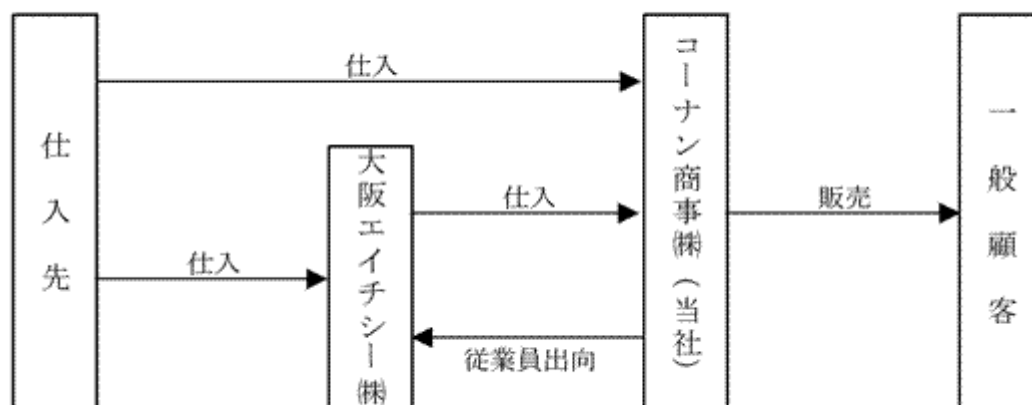 仕入先
仕入
仕入
大阪エイチシー㈱
仕入
従業員出向
コーナン商事㈱（当社）
販売
一般顧客